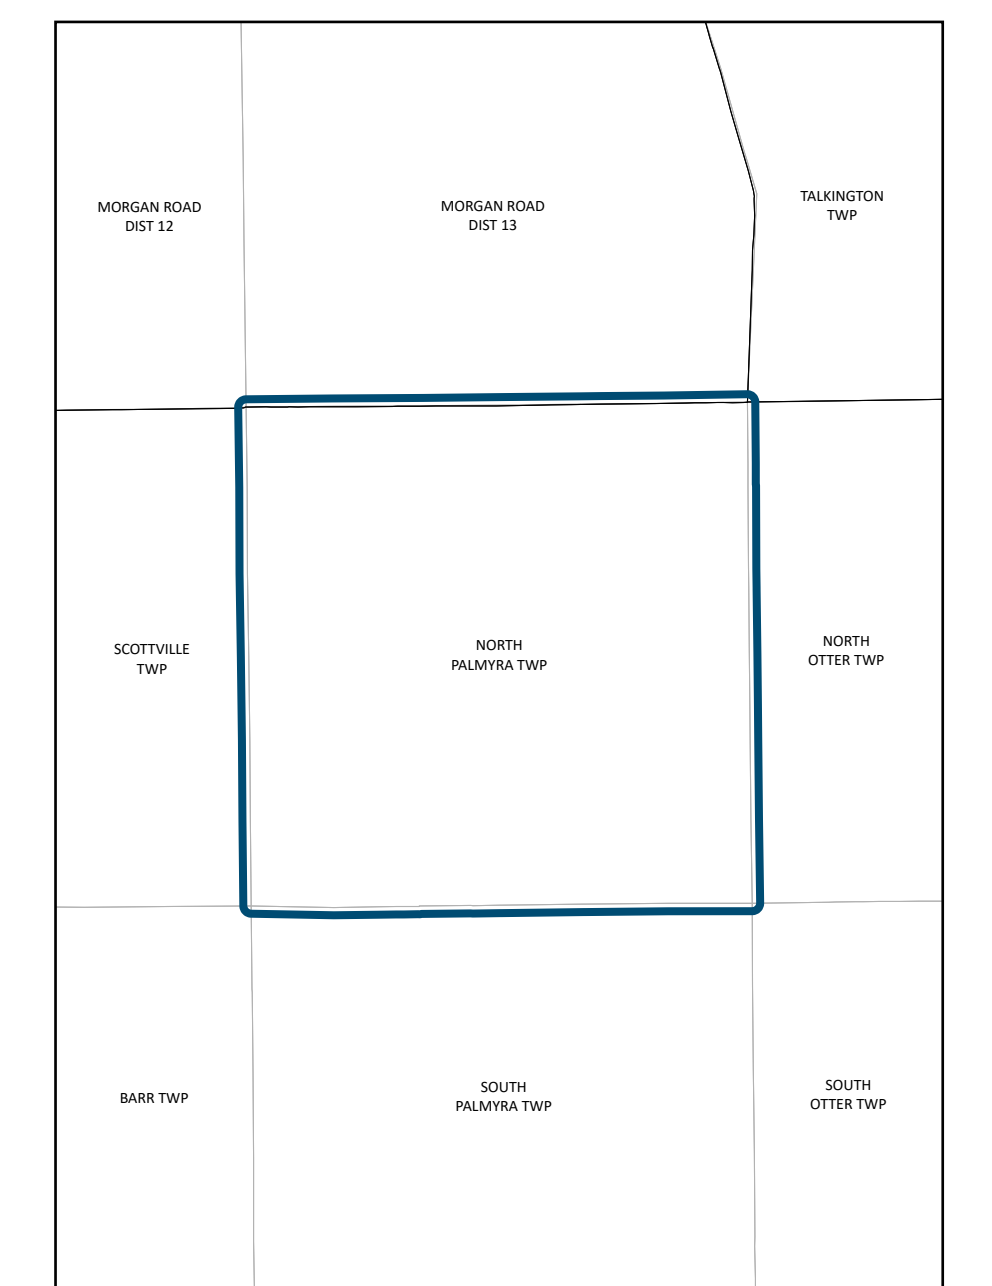 MORGAN ROAD
DIST 12
MORGAN ROAD
DIST 13
TALKINGTON
TWP
SCOTTVILLE
TWP
NORTH
PALMYRA TWP
NORTH
OTTER TWP
BARR TWP
SOUTH
PALMYRA TWP
SOUTH
OTTER TWP